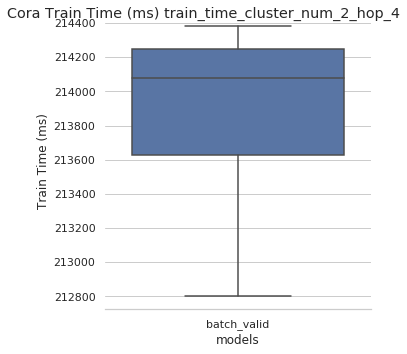 Cora Train Time (ms) train_time_cluster_num_2_hop_4
214400
214200
214000
213800
213600
213400
213200
213000
212800
Train Time (ms)
batch_valid
models